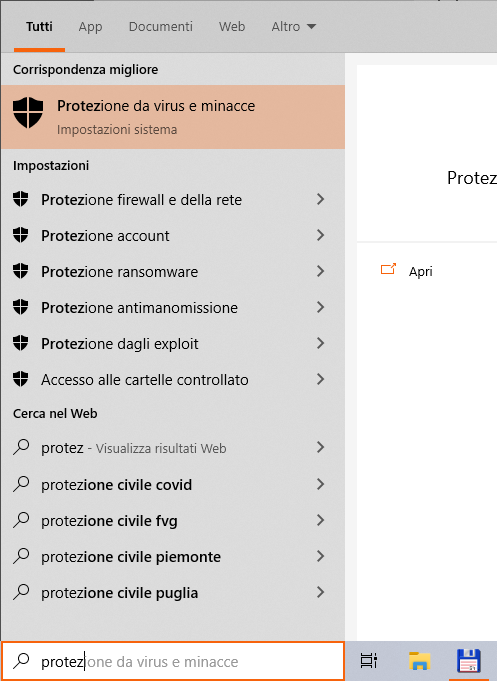 Tutti App Documenti Web Altro
Corrispondenza migliore
Protezione da virus e minacce
Impostazioni sistema
Impostazioni
Protezione firewall e della rete
Protezione account
Protezione ransomware
Protezione antimanomissione
Protezione dagli exploit
Accesso alle cartelle controllato
Cerca nel Web
protez - Visualizza risultati Web
protezione civile covid
protezione civile fvg
protezione civile piemonte
protezione civile puglia
protezione da virus e minacce
Protez
Apri